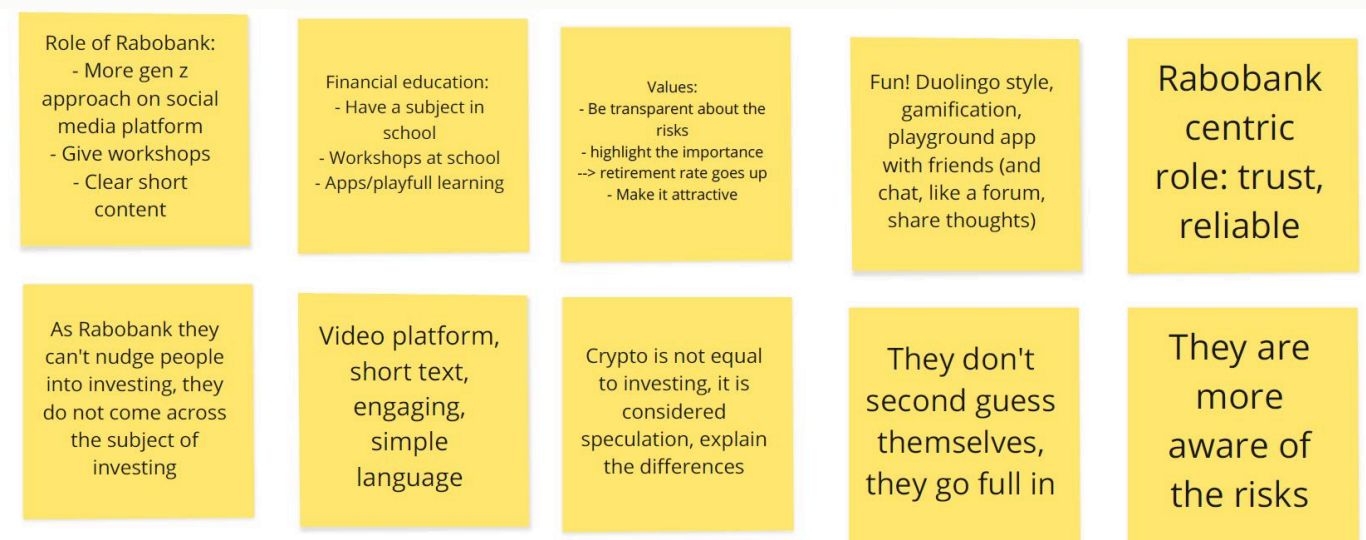 Role of Rabobank:
- More gen z
approach on social
media platform
- Give workshops
- Clear short
content
Financial education:
- Have a subject in
school
- Workshops at school
- Apps/playfull learning
Values:
- Be transparent about the
risks
- highlight the importance
--> retirement rate goes up
- Make it attractive
Fun! Duolingo style,
gamification,
playground app
with friends (and
chat, like a forum,
share thoughts)
Rabobank
centric
role: trust,
reliable
As Rabobank they
can't nudge people
into investing, they
do not come across
the subject of
investing
Video platform,
short text,
engaging,
simple
language
Crypto is not equal
to investing, it is
considered
speculation, explain
the differences
They don't
second guess
themselves,
they go full in
They are
more
aware of
the risks